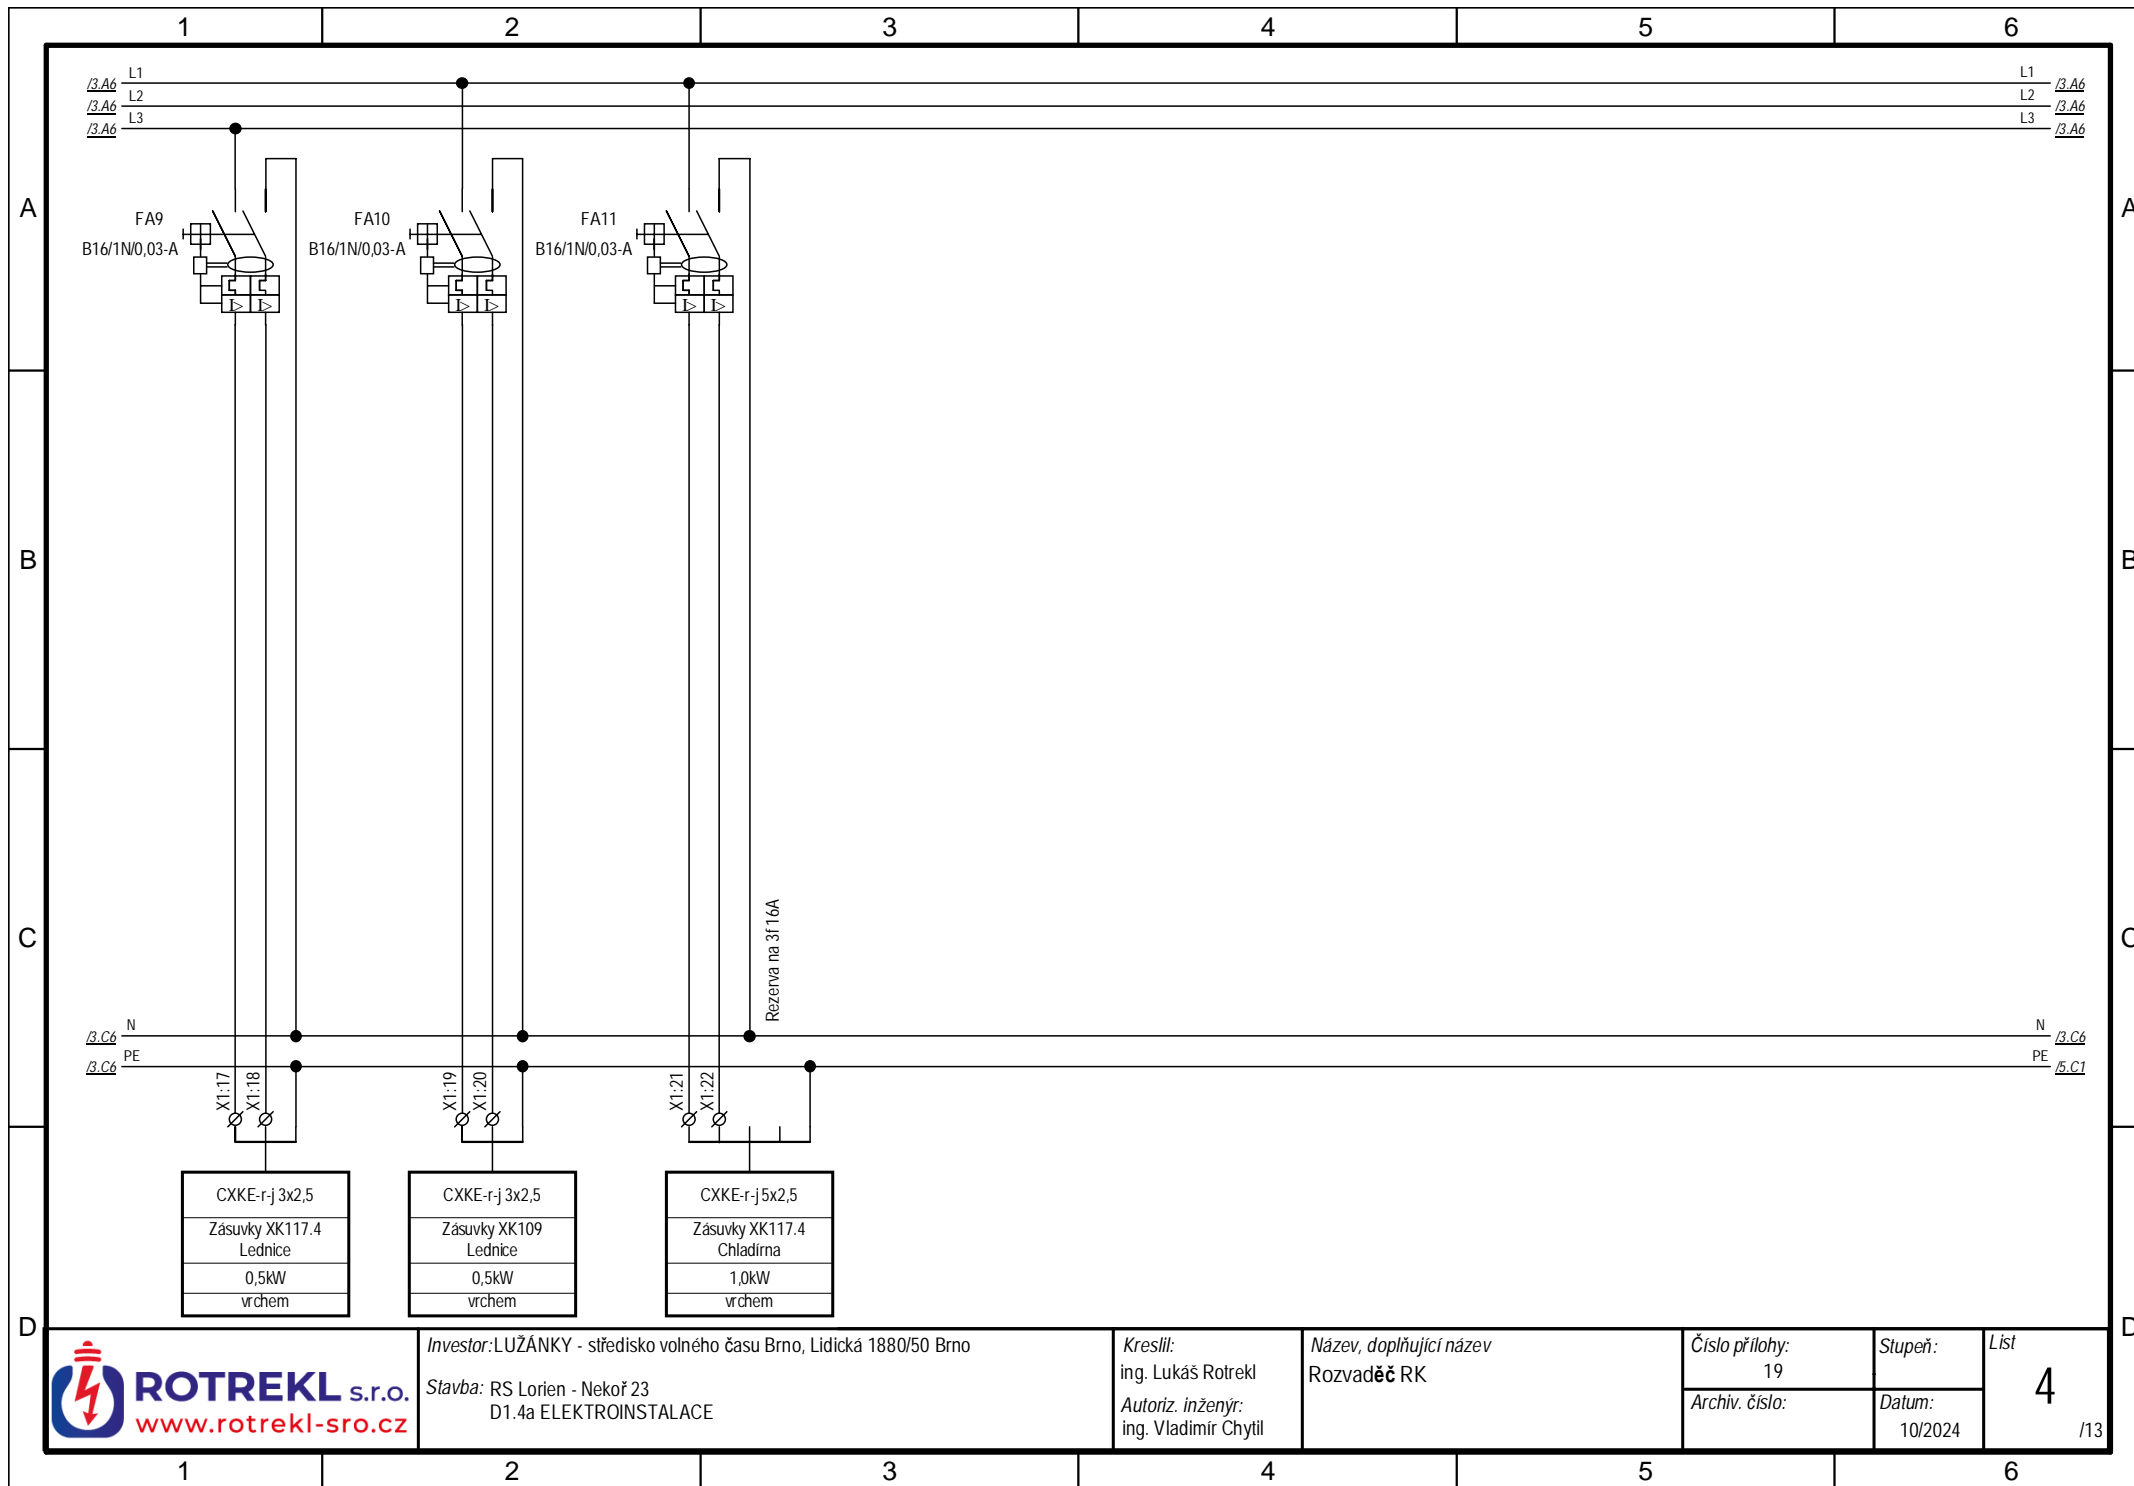 1 2 3 4 5 6
/3.A6 L1 L1 /3.A6
/3.A6 L2 L2 /3.A6
/3.A6 L3 L3 /3.A6
A A
FA9 FA10 FA11
B16/1N/0,03-A B16/1N/0,03-A B16/1N/0,03-A
I> I> I> I> I> I>
B B
C C
Rezerva na 3f 16A
/3.C6 N N /3.C6
/3.C6 PE PE /5.C1
X1:17 X1:18 X1:19 X1:20 X1:21 X1:22
CXKE-r-j 3x2,5
Zásuvky XK117.4
Lednice
0,5kW
vrchem
CXKE-r-j 3x2,5
Zásuvky XK109
Lednice
0,5kW
vrchem
CXKE-r-j 5x2,5
Zásuvky XK117.4
Chladírna
1,0kW
vrchem
D D
ROTREKL s.r.o.
www.rotrekl-sro.cz
Investor: LUŽÁNKY - středisko volného času Brno, Lidická 1880/50 Brno
Stavba: RS Lorien - Nekoř 23
D1.4a ELEKTROINSTALACE
Kreslil:
ing. Lukáš Rotrekl
Autoriz. inženýr:
ing. Vladimír Chytil
Název, doplňující název
Rozvaděč RK
Číslo přílohy:
19
Archiv. číslo:
Stupeň:
Datum:
10/2024
List
4
/13
1 2 3 4 5 6